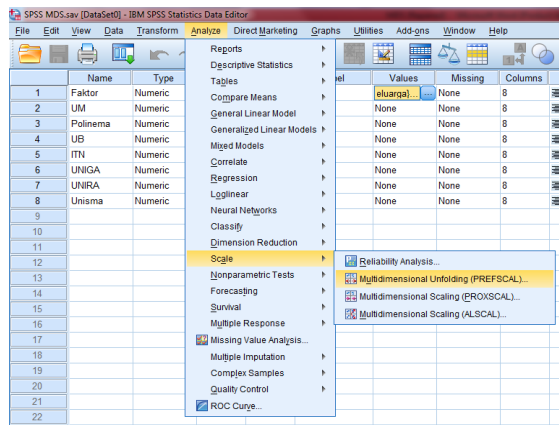 SPSS MDS.sav [DataSet0] - IBM SPSS Statistics Data Editor
File Edit View Data Transform Analyze Direct Marketing Graphs Utilities Add-ons Window Help
Name Type Values Missing Columns
1 Faktor Numeric eluarga}... ... None 8
2 UM Numeric None None 8
3 Polinema Numeric None None 8
4 UB Numeric None None 8
5 ITN Numeric None None 8
6 UNIGA Numeric None None 8
7 UNIRA Numeric None None 8
8 Unisma Numeric None None 8
9
10
11
12
13
14
15
16
17
18
19
20
21
22
Reports
Descriptive Statistics
Tables
Compare Means
General Linear Model
Generalized Linear Models
Mixed Models
Correlate
Regression
Loglinear
Neural Networks
Classify
Dimension Reduction
Scale
Nonparametric Tests
Forecasting
Survival
Multiple Response
Missing Value Analysis...
Multiple Imputation
Complex Samples
Quality Control
ROC Curve...
Reliability Analysis...
Multidimensional Unfolding (PREFSCAL)...
Multidimensional Scaling (PROXSCAL)...
Multidimensional Scaling (ALSCAL)...